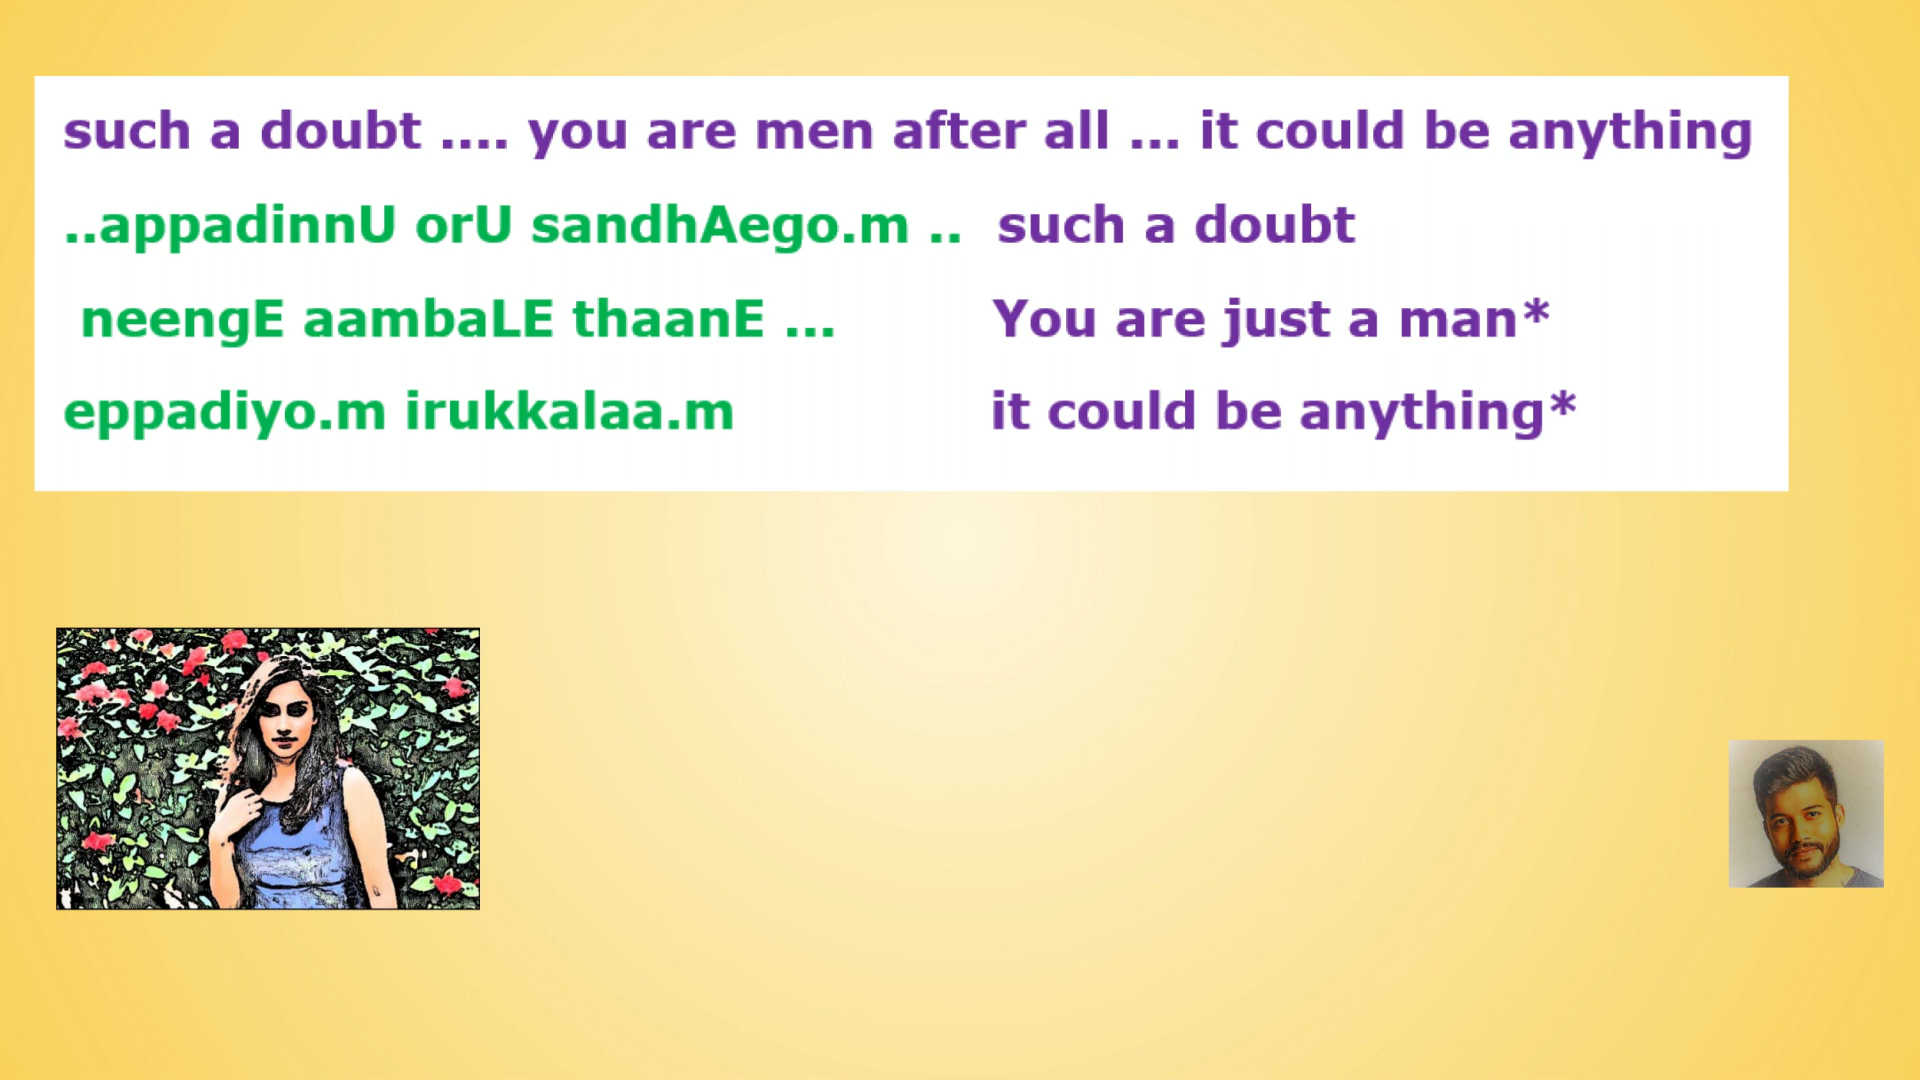 such a doubt .... you are men after all ... it could be anything
..appadinnU orU sandhAego.m .. such a doubt
neengE aambaLE thaanE ... You are just a man*
eppadiyo.m irukkalaa.m it could be anything*